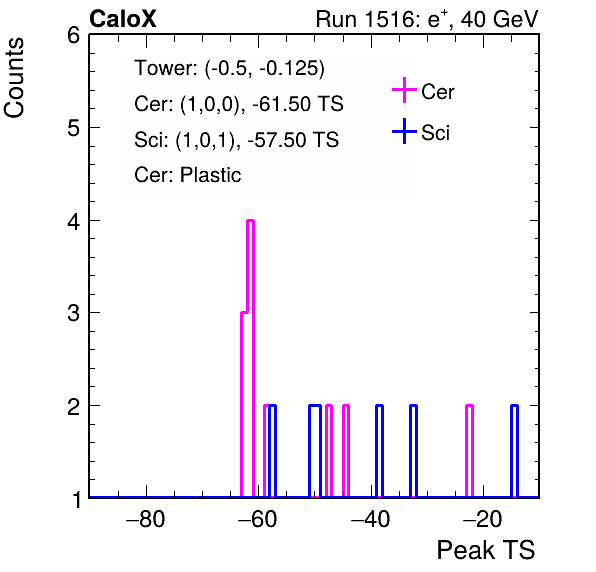 CaloX Run 1516: e⁺, 40 GeV
Counts
6
Tower: (-0.5, -0.125)
Cer: (1,0,0), -61.50 TS
Sci: (1,0,1), -57.50 TS
Cer: Plastic
Cer
Sci
5
4
3
2
1
−80 −60 −40 −20
Peak TS